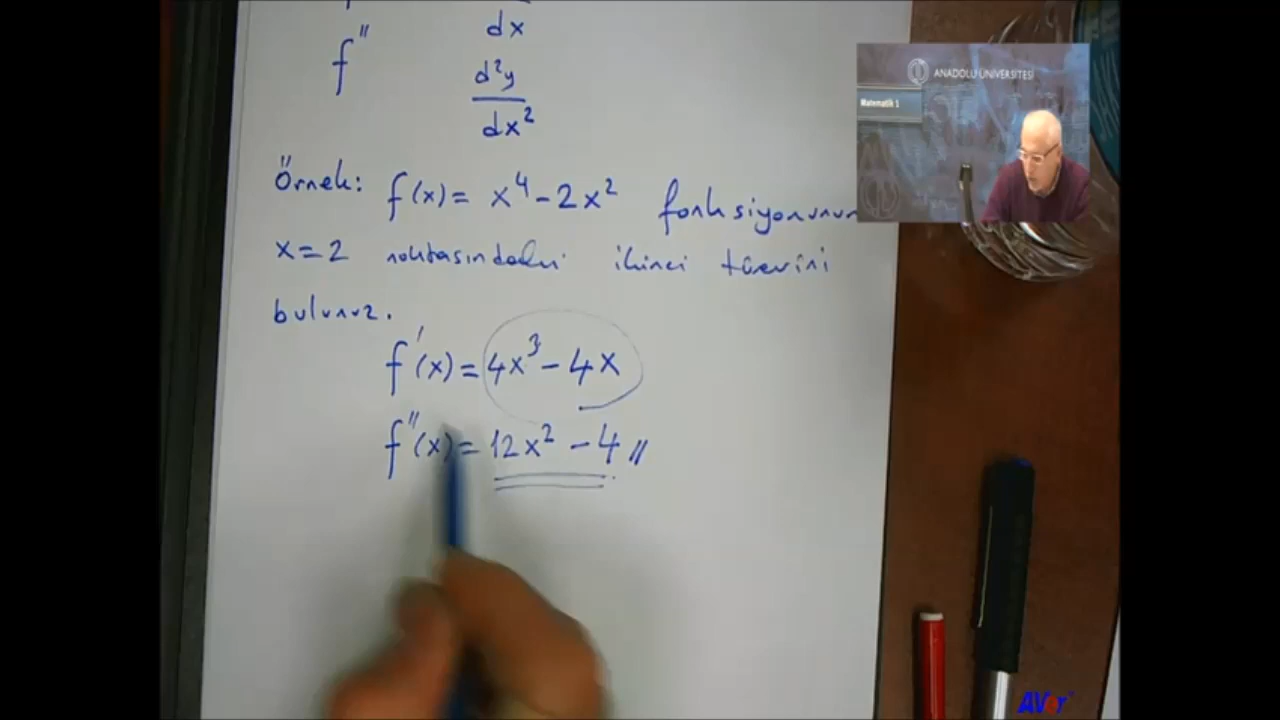 dx
f''
d²y
dx²
ANADOLU ÜNİVERSİTESİ
Matematik 1
Örnek: f(x) = x⁴ - 2x² fonksiyonunun
x = 2 noktasındaki ikinci türevini
bulunuz.
f'(x) = 4x³ - 4x
f''(x) = 12x² - 4 //
AVer